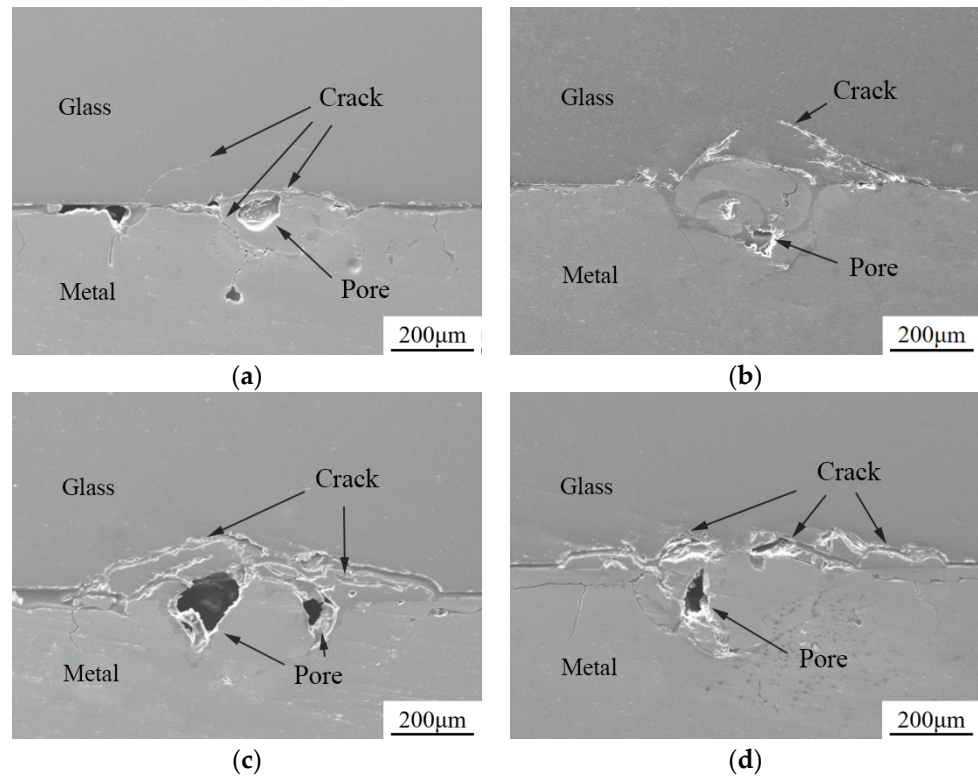 Crack
Glass
Metal
Pore
200μm
(a)
Crack
Glass
Metal
Pore
200μm
(b)
Crack
Glass
Metal
Pore
200μm
(c)
Crack
Glass
Metal
Pore
200μm
(d)